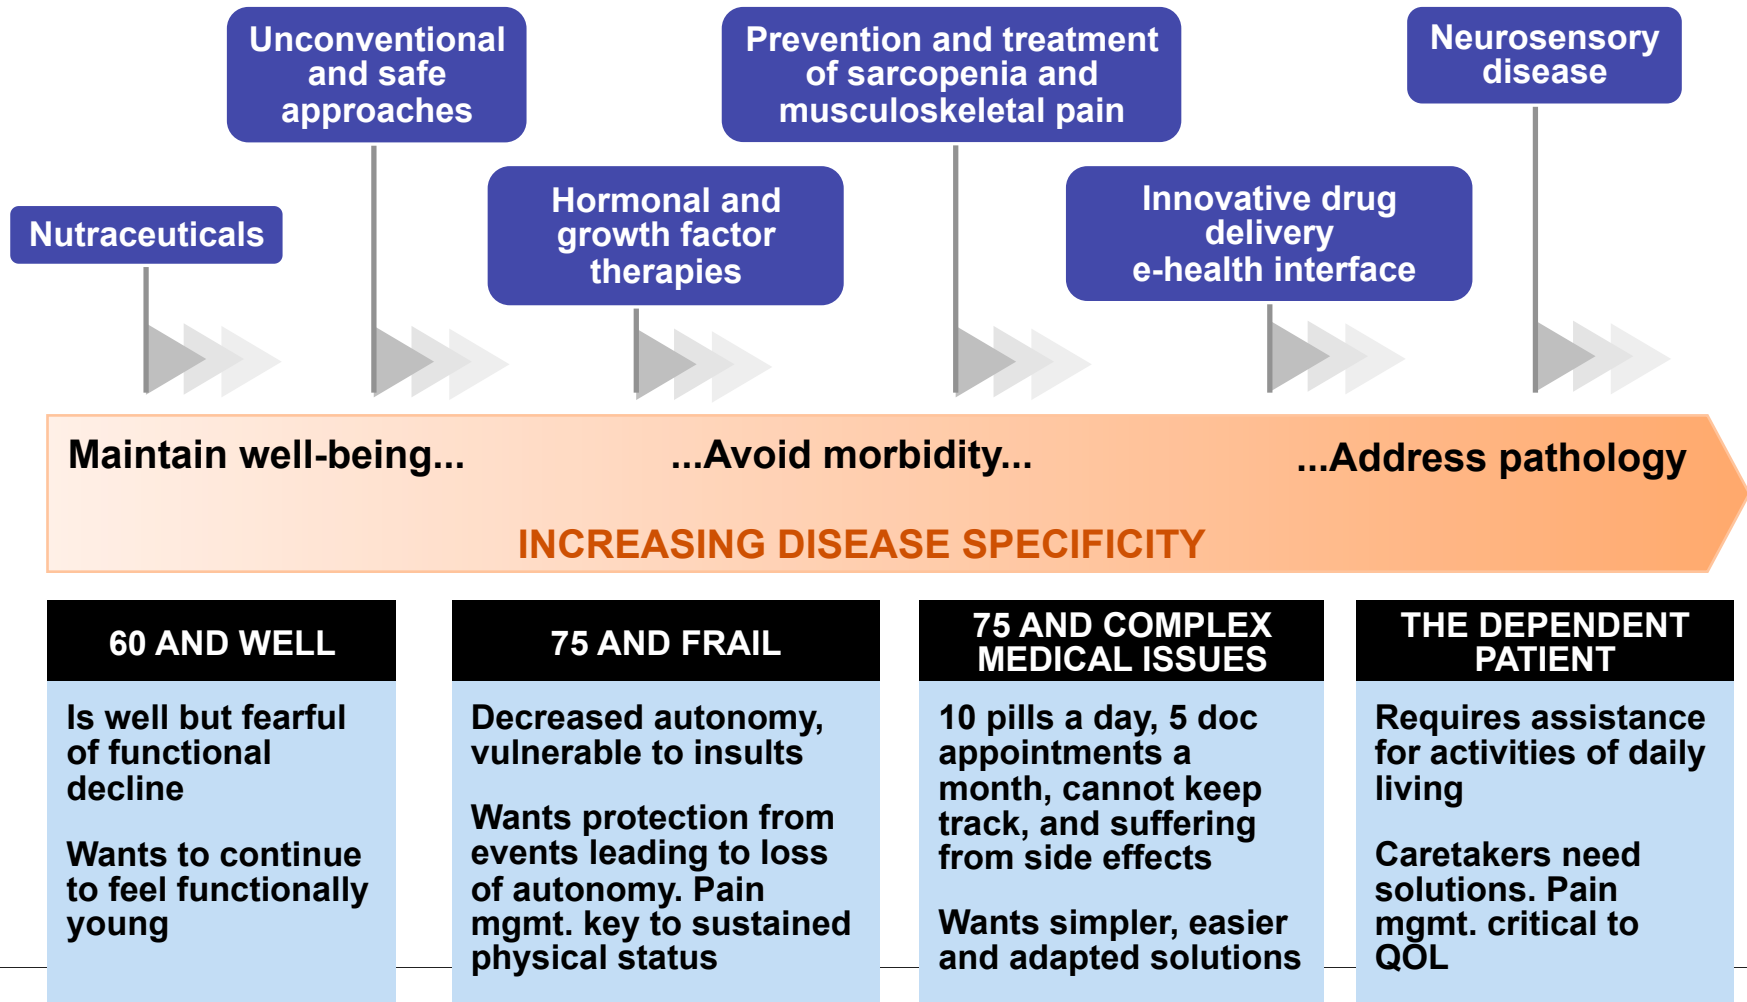 Unconventional
and safe
approaches
Prevention and treatment
of sarcopenia and
musculoskeletal pain
Neurosensory
disease
Nutraceuticals
Hormonal and
growth factor
therapies
Innovative drug
delivery
e-health interface
Maintain well-being...
...Avoid morbidity...
...Address pathology
INCREASING DISEASE SPECIFICITY
60 AND WELL
Is well but fearful
of functional
decline
Wants to continue
to feel functionally
young
75 AND FRAIL
Decreased autonomy,
vulnerable to insults
Wants protection from
events leading to loss
of autonomy. Pain
mgmt. key to sustained
physical status
75 AND COMPLEX
MEDICAL ISSUES
10 pills a day, 5 doc
appointments a
month, cannot keep
track, and suffering
from side effects
Wants simpler, easier
and adapted solutions
THE DEPENDENT
PATIENT
Requires assistance
for activities of daily
living
Caretakers need
solutions. Pain
mgmt. critical to
QOL